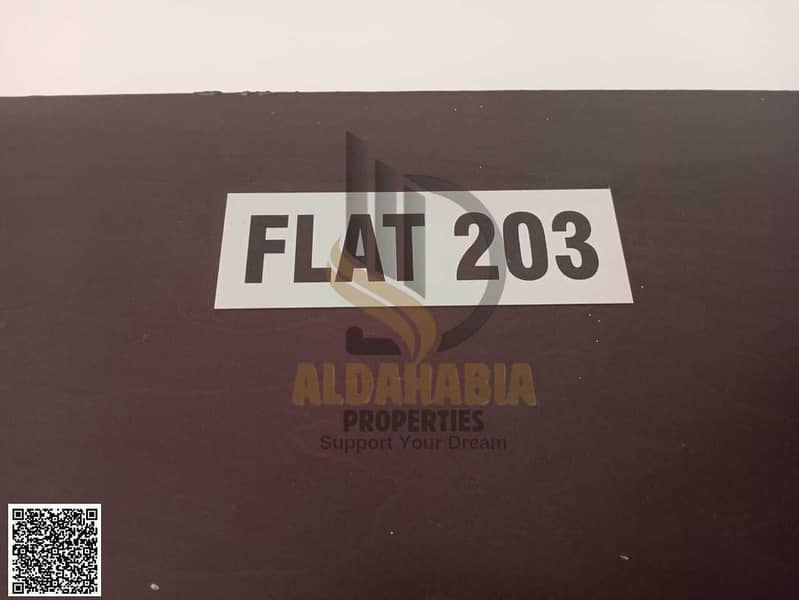 FLAT 203
ALDAHABIA
PROPERTIES
Support Your Dream